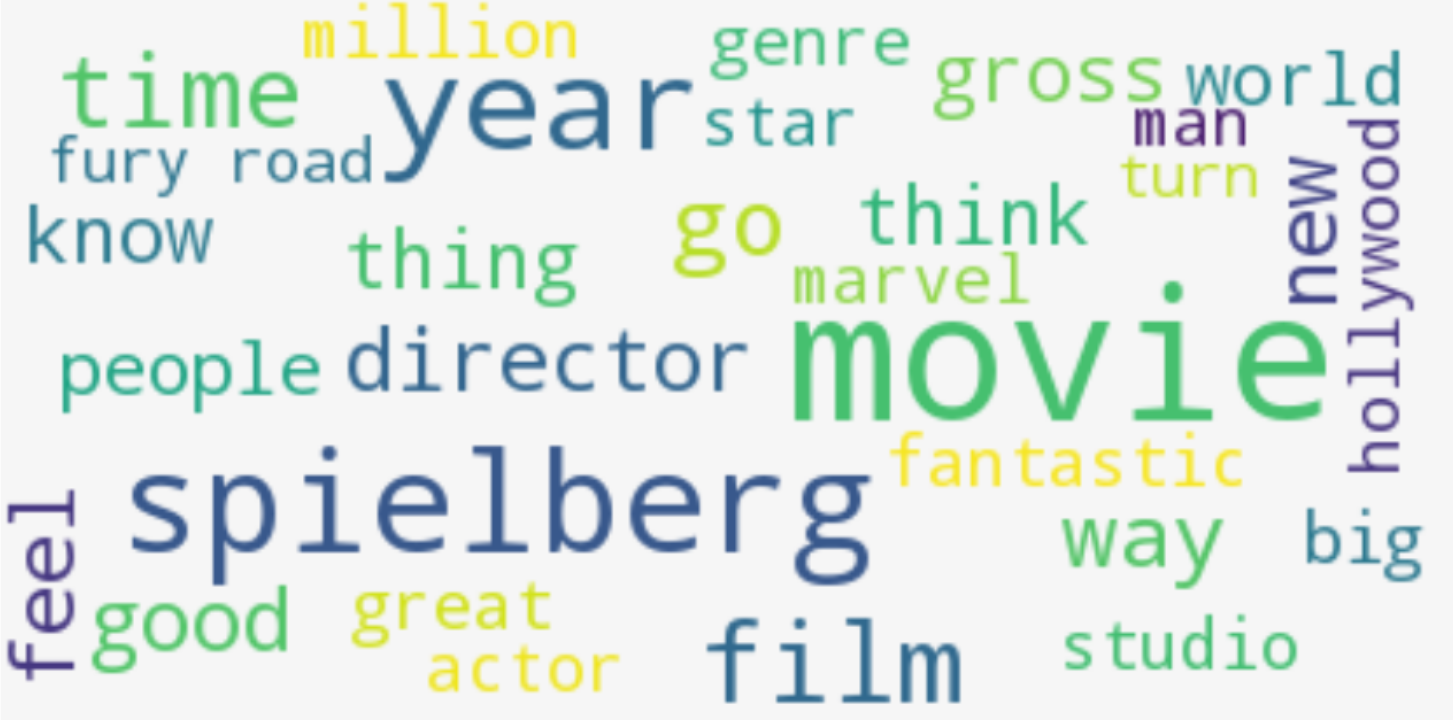 million
genre
time
year
gross
world
star
man
fury road
turn
know
thing
go
think
new
hollywood
marvel
people
director
movie
spielberg
fantastic
feel
way
big
good
great
actor
film
studio